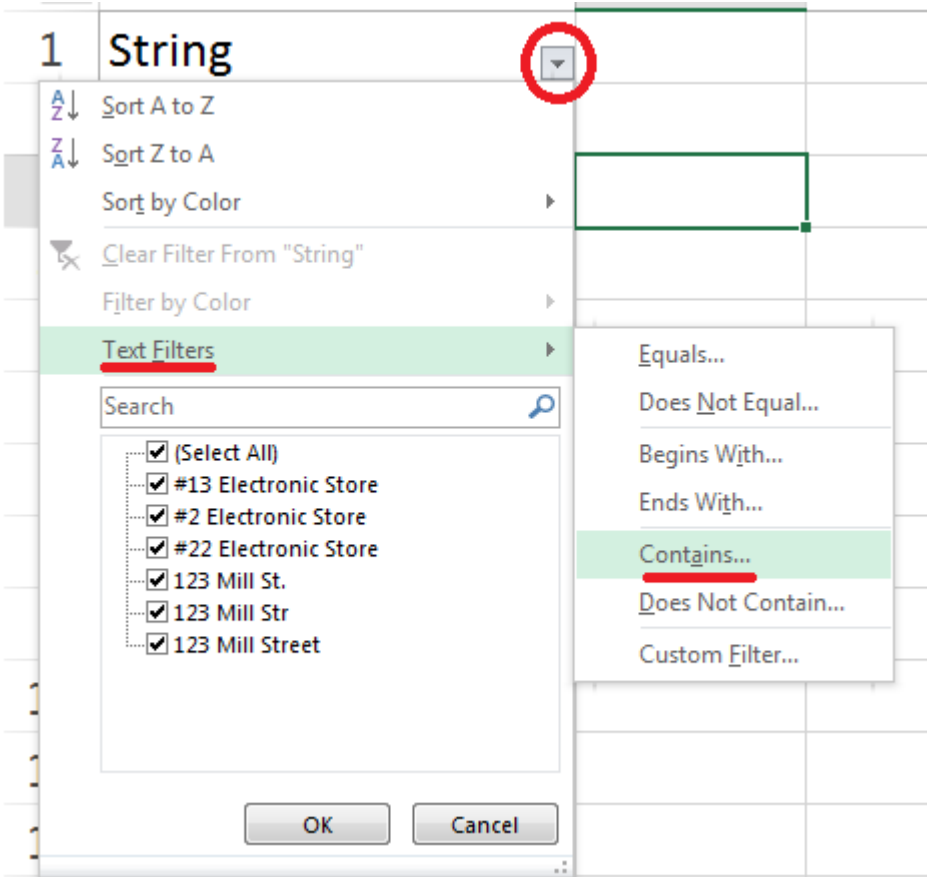 1 String
Sort A to Z
Sort Z to A
Sort by Color
Clear Filter From "String"
Filter by Color
Text Filters
Search
(Select All)
#13 Electronic Store
#2 Electronic Store
#22 Electronic Store
123 Mill St.
123 Mill Str
123 Mill Street
OK Cancel
Equals...
Does Not Equal...
Begins With...
Ends With...
Contains...
Does Not Contain...
Custom Filter...